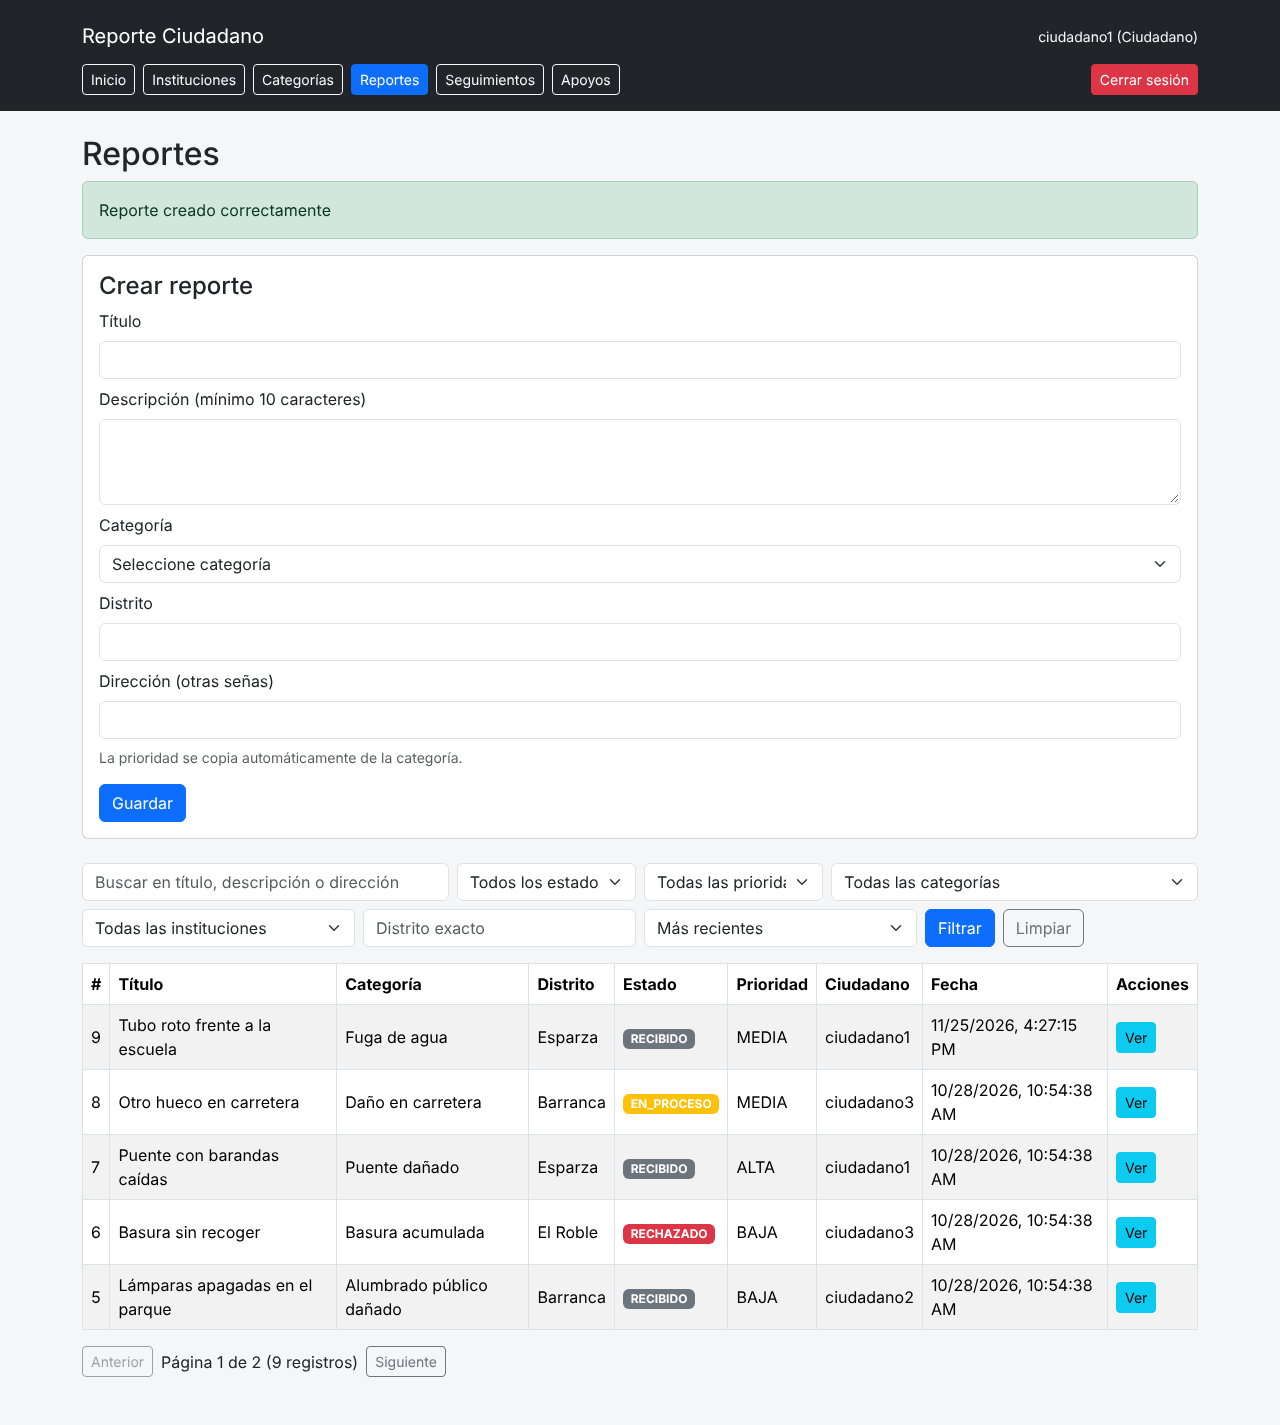 Reporte Ciudadano
ciudadano1 (Ciudadano)
Inicio
Instituciones
Categorías
Reportes
Seguimientos
Apoyos
Cerrar sesión
Reportes
Reporte creado correctamente
Crear reporte
Título
Descripción (mínimo 10 caracteres)
Categoría
Seleccione categoría
Distrito
Dirección (otras señas)
La prioridad se copia automáticamente de la categoría.
Guardar
Buscar en título, descripción o dirección
Todos los estado
Todas las priorida
Todas las categorías
Todas las instituciones
Distrito exacto
Más recientes
Filtrar
Limpiar
# Título Categoría Distrito Estado Prioridad Ciudadano Fecha Acciones
9 Tubo roto frente a la escuela Fuga de agua Esparza RECIBIDO MEDIA ciudadano1 11/25/2026, 4:27:15 PM Ver
8 Otro hueco en carretera Daño en carretera Barranca EN_PROCESO MEDIA ciudadano3 10/28/2026, 10:54:38 AM Ver
7 Puente con barandas caídas Puente dañado Esparza RECIBIDO ALTA ciudadano1 10/28/2026, 10:54:38 AM Ver
6 Basura sin recoger Basura acumulada El Roble RECHAZADO BAJA ciudadano3 10/28/2026, 10:54:38 AM Ver
5 Lámparas apagadas en el parque Alumbrado público dañado Barranca RECIBIDO BAJA ciudadano2 10/28/2026, 10:54:38 AM Ver
Anterior
Página 1 de 2 (9 registros)
Siguiente